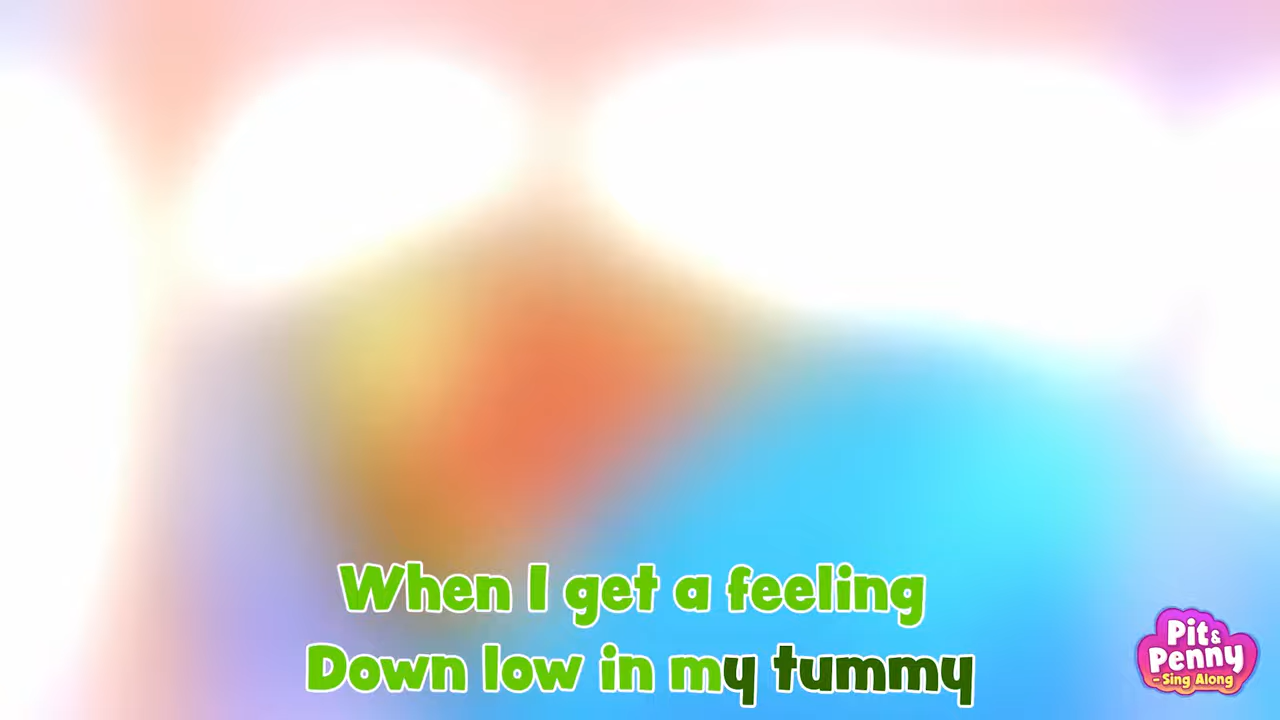 When I get a feeling
Down low in my tummy
Pit &
Penny
- Sing Along